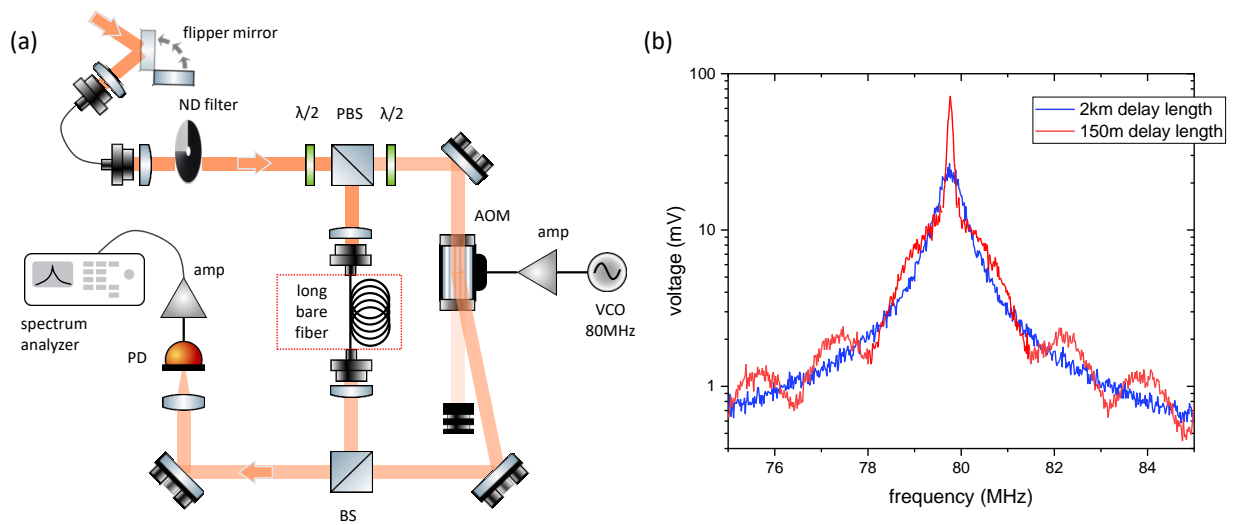 (a)
flipper mirror
ND filter
λ/2
PBS
λ/2
AOM
amp
VCO
80MHz
long
bare
fiber
amp
spectrum
analyzer
PD
BS
(b)
2km delay length
150m delay length
voltage (mV)
100
10
1
76
78
80
82
84
frequency (MHz)